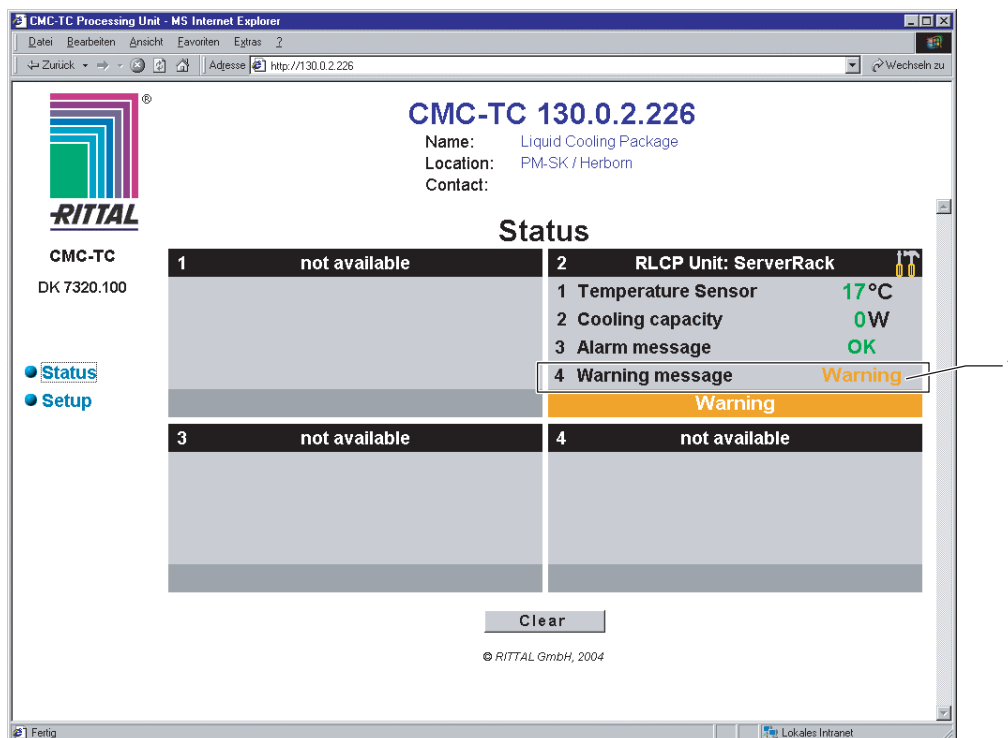 CMC-TC Processing Unit - MS Internet Explorer
Datei Bearbeiten Ansicht Favoriten Extras ?
Zurück Adresse http://130.0.2.226 Wechseln zu
®
RITTAL
CMC-TC
DK 7320.100
Status
Setup
CMC-TC 130.0.2.226
Name: Liquid Cooling Package
Location: PM-SK / Herborn
Contact:
Status
1 not available
2 RLCP Unit: ServerRack
1 Temperature Sensor 17 °C
2 Cooling capacity 0 W
3 Alarm message OK
4 Warning message Warning
Warning
3 not available
4 not available
Clear
© RITTAL GmbH, 2004
Fertig Lokales Intranet